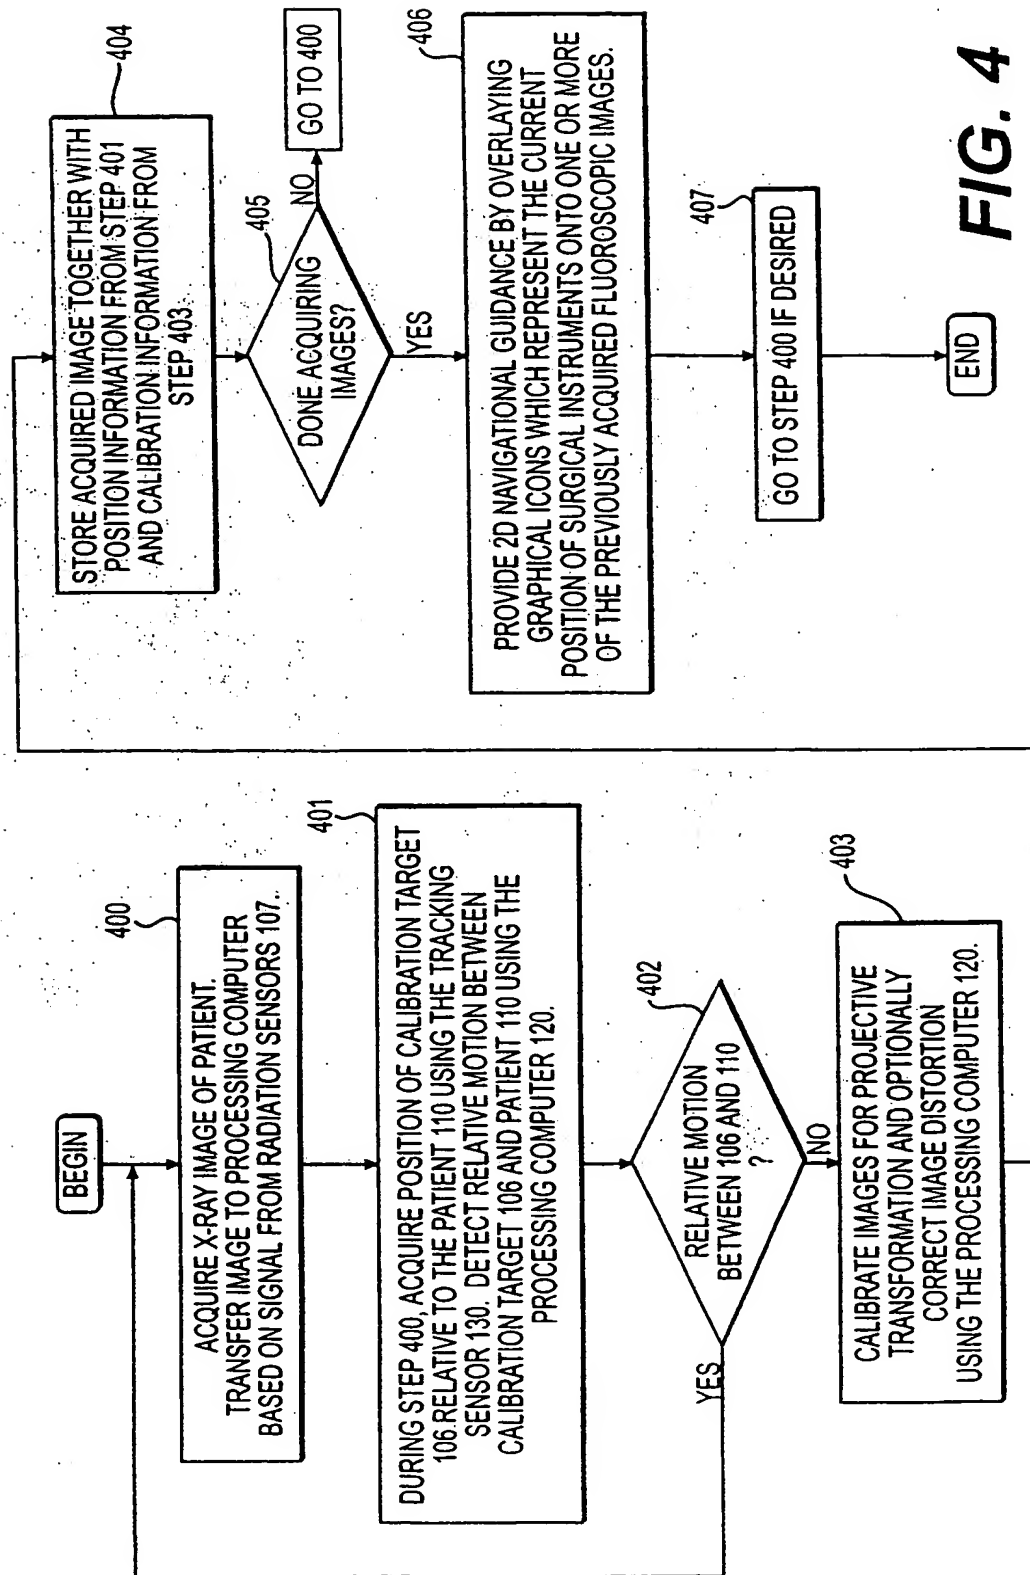 BEGIN
400
ACQUIRE X-RAY IMAGE OF PATIENT.
TRANSFER IMAGE TO PROCESSING COMPUTER
BASED ON SIGNAL FROM RADIATION SENSORS 107.
401
DURING STEP 400, ACQUIRE POSITION OF CALIBRATION TARGET
106 RELATIVE TO THE PATIENT 110 USING THE TRACKING
SENSOR 130. DETECT RELATIVE MOTION BETWEEN
CALIBRATION TARGET 106 AND PATIENT 110 USING THE
PROCESSING COMPUTER 120.
402
RELATIVE MOTION
BETWEEN 106 AND 110
?
YES
NO
403
CALIBRATE IMAGES FOR PROJECTIVE
TRANSFORMATION AND OPTIONALLY
CORRECT IMAGE DISTORTION
USING THE PROCESSING COMPUTER 120.
404
STORE ACQUIRED IMAGE TOGETHER WITH
POSITION INFORMATION FROM STEP 401
AND CALIBRATION INFORMATION FROM
STEP 403
405
DONE ACQUIRING
IMAGES?
NO
GO TO 400
YES
406
PROVIDE 2D NAVIGATIONAL GUIDANCE BY OVERLAYING
GRAPHICAL ICONS WHICH REPRESENT THE CURRENT
POSITION OF SURGICAL INSTRUMENTS ONTO ONE OR MORE
OF THE PREVIOUSLY ACQUIRED FLUOROSCOPIC IMAGES.
407
GO TO STEP 400 IF DESIRED
END
FIG. 4